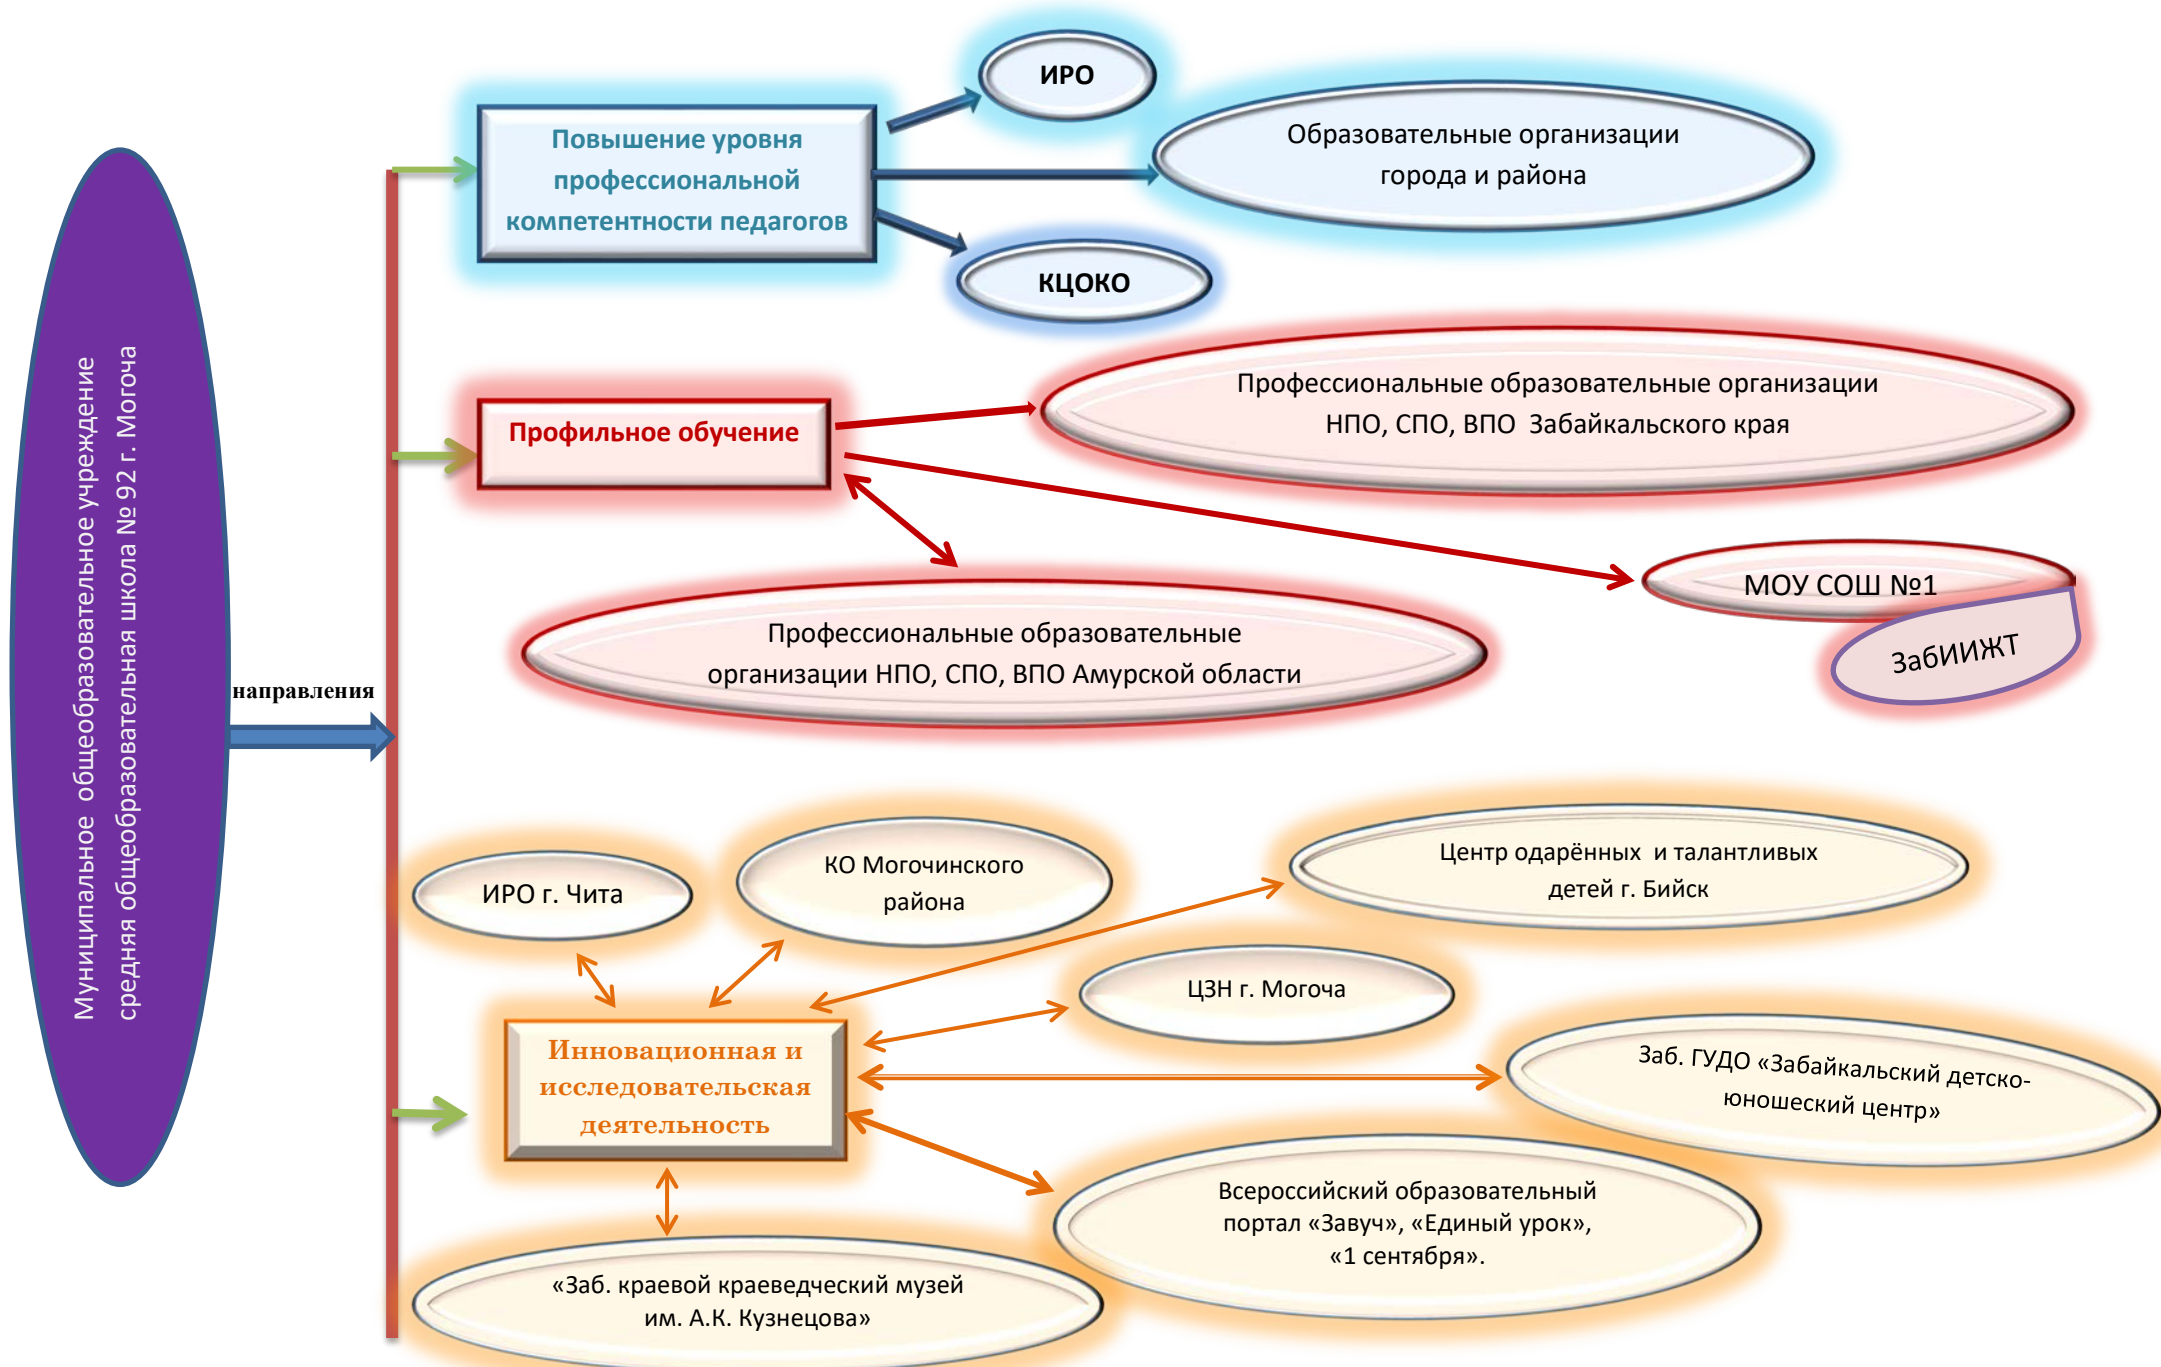 Муниципальное общеобразовательное учреждение
средняя общеобразовательная школа № 92 г. Могоча
направления
Повышение уровня
профессиональной
компетентности педагогов
ИРО
Образовательные организации
города и района
КЦОКО
Профильное обучение
Профессиональные образовательные организации
НПО, СПО, ВПО Забайкальского края
МОУ СОШ №1
ЗабИИЖТ
Профессиональные образовательные
организации НПО, СПО, ВПО Амурской области
ИРО г. Чита
КО Могочинского
района
Центр одарённых и талантливых
детей г. Бийск
ЦЗН г. Могоча
Инновационная и
исследовательская
деятельность
Заб. ГУДО «Забайкальский детско-
юношеский центр»
Всероссийский образовательный
портал «Завуч», «Единый урок»,
«1 сентября».
«Заб. краевой краеведческий музей
им. А.К. Кузнецова»